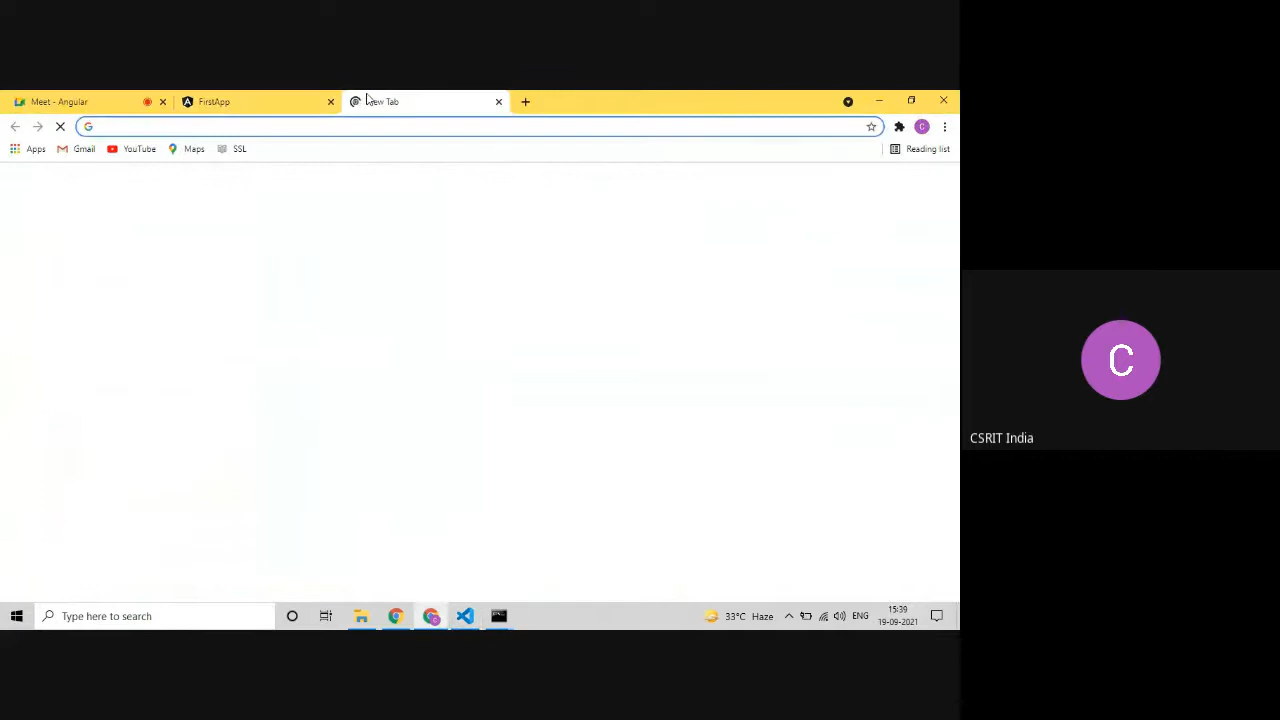 Meet - Angular
FirstApp
New Tab
Apps
Gmail
YouTube
Maps
SSL
Reading list
C
C
CSRIT India
Type here to search
33°C Haze
ENG
15:39
19-09-2021